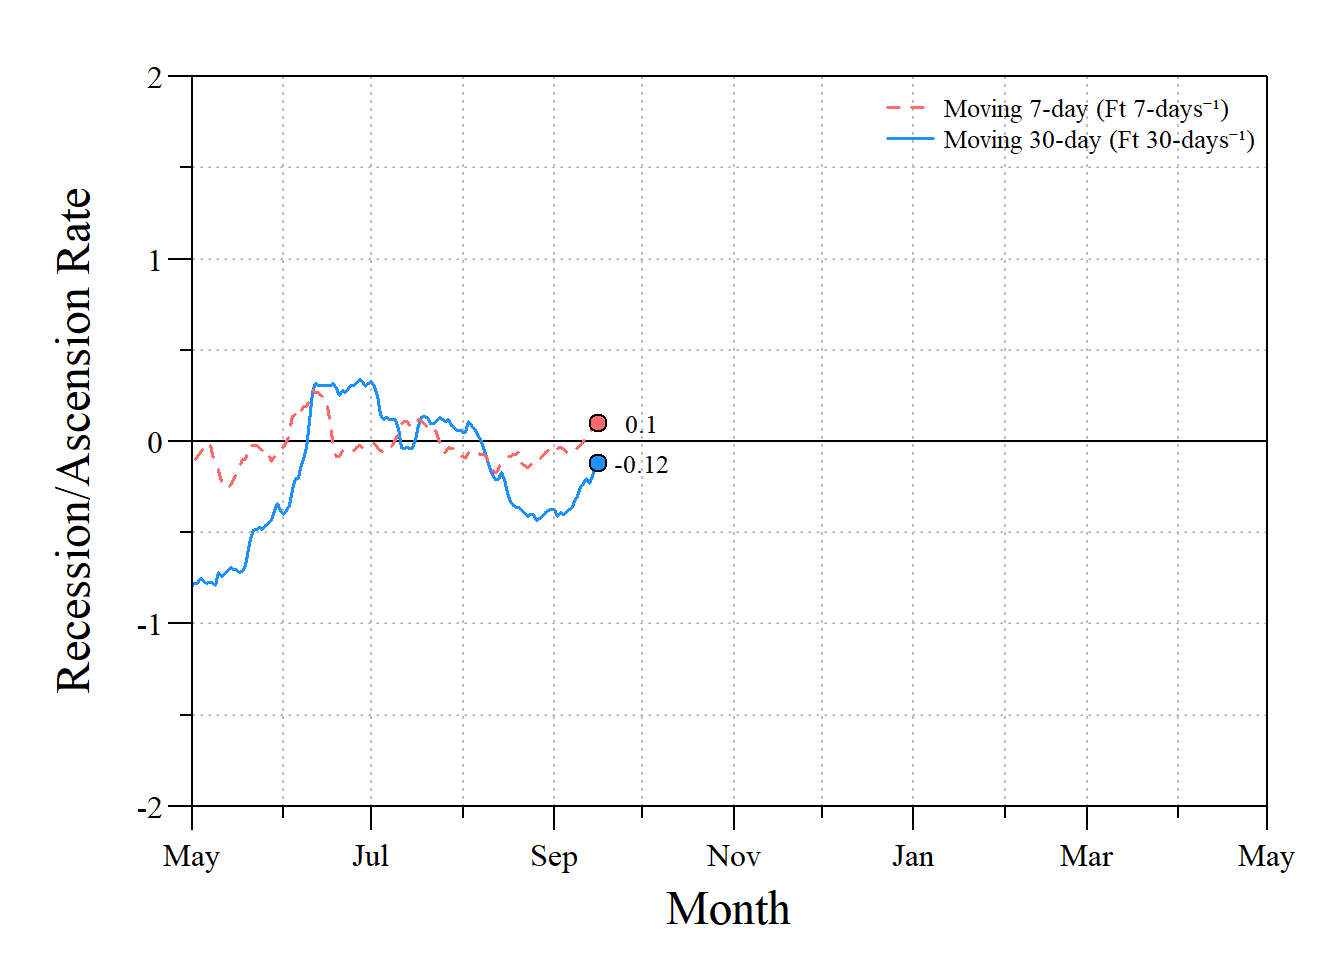 2
Moving 7-day (Ft 7-days⁻¹)
Moving 30-day (Ft 30-days⁻¹)
1
Recession/Ascension Rate
0
0.1
-0.12
-1
-2
May Jul Sep Nov Jan Mar May
Month